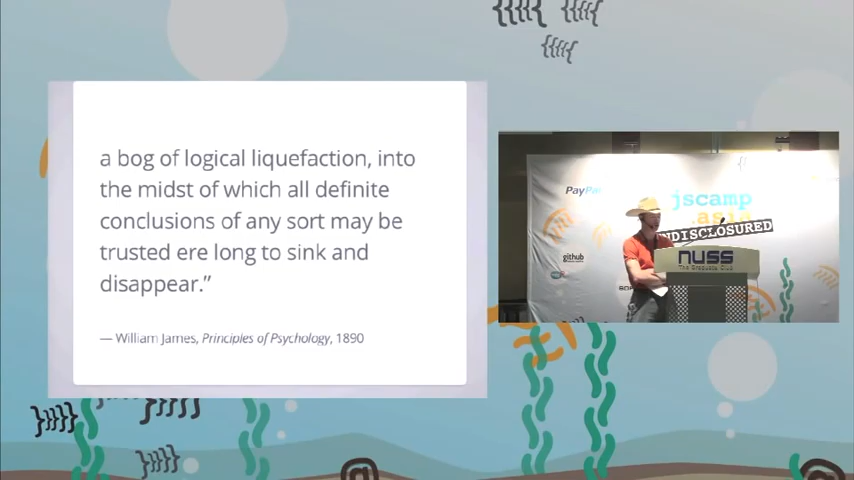 a bog of logical liquefaction, into
the midst of which all definite
conclusions of any sort may be
trusted ere long to sink and
disappear.”
— William James, Principles of Psychology, 1890
PayPal
jscamp
.asia
UNDISCLOSURED
github
nuss
The Graduate Club